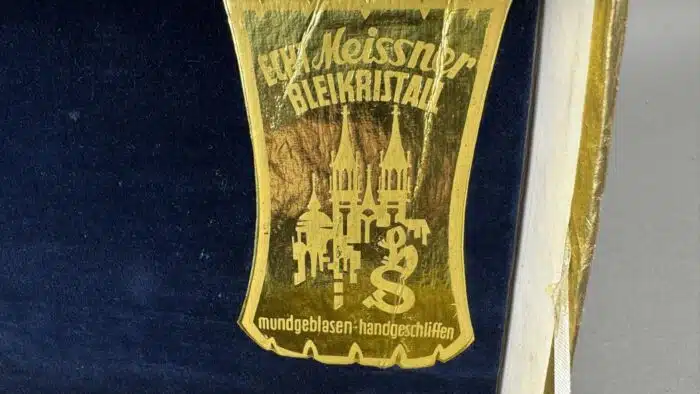 ECHT Meissner
BLEIKRISTALL
mundgeblasen-handgeschliffen